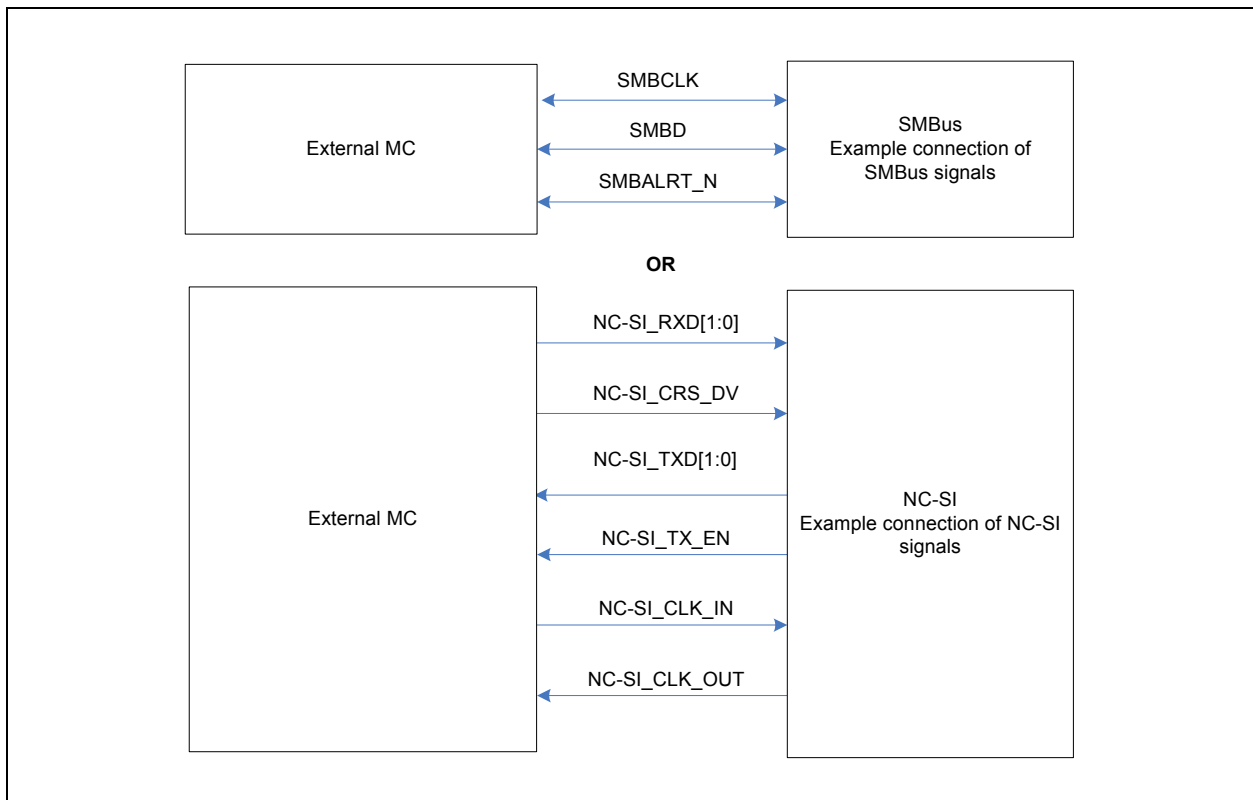 SMBCLK
SMBD
SMBALRT_N
External MC
SMBus
Example connection of
SMBus signals
OR
NC-SI_RXD[1:0]
NC-SI_CRS_DV
NC-SI_TXD[1:0]
NC-SI_TX_EN
NC-SI_CLK_IN
NC-SI_CLK_OUT
External MC
NC-SI
Example connection of NC-SI
signals